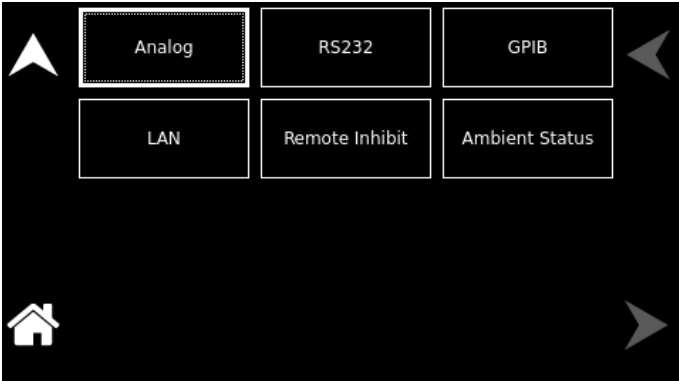 Analog
RS232
GPIB
LAN
Remote Inhibit
Ambient Status